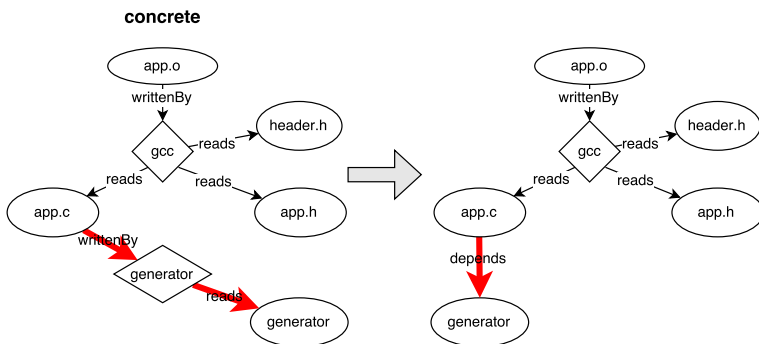 concrete
app.o
writtenBy
gcc
reads
header.h
reads
reads
app.c
app.h
writtenBy
generator
reads
generator
app.o
writtenBy
gcc
reads
header.h
reads
reads
app.c
app.h
depends
generator